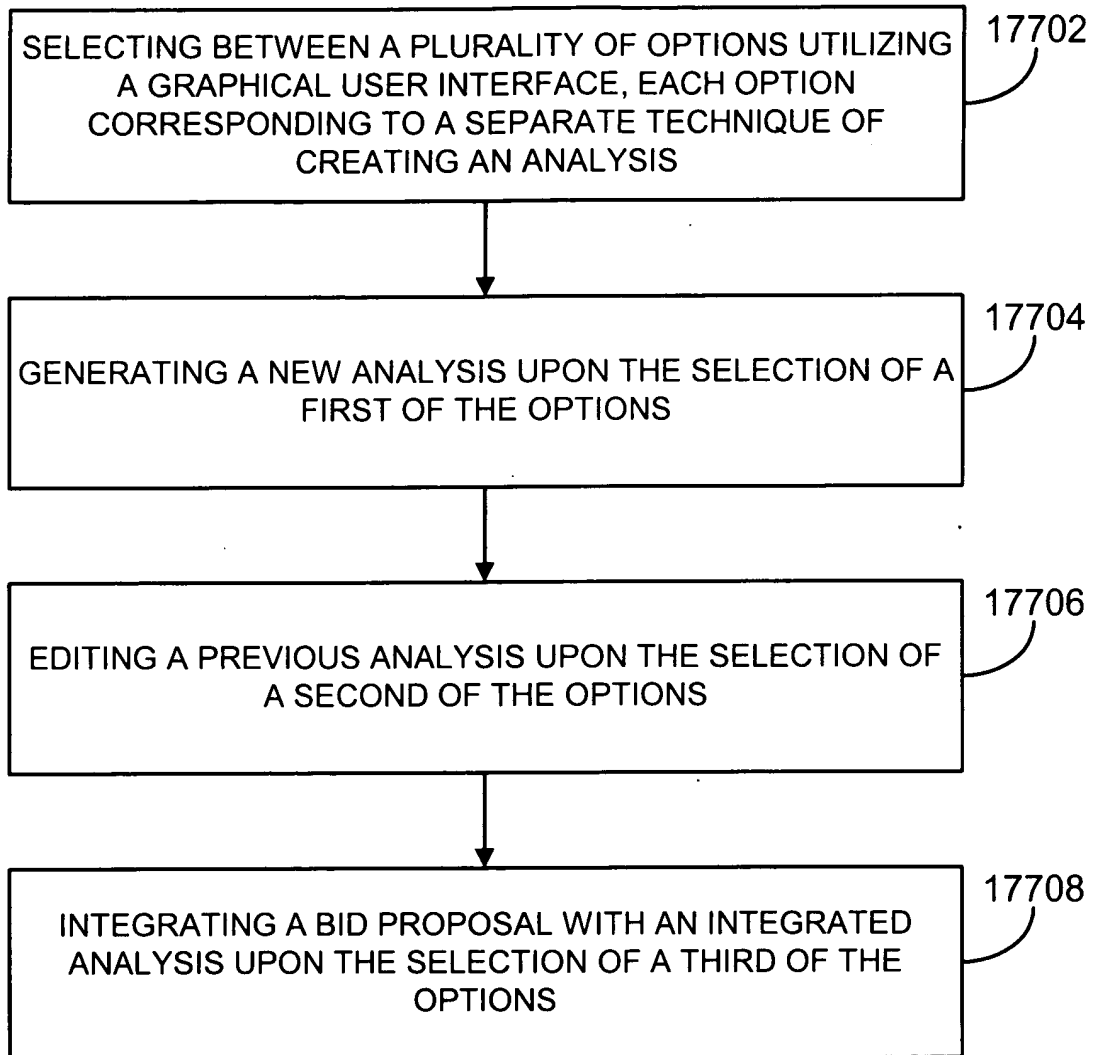 SELECTING BETWEEN A PLURALITY OF OPTIONS UTILIZING
A GRAPHICAL USER INTERFACE, EACH OPTION
CORRESPONDING TO A SEPARATE TECHNIQUE OF
CREATING AN ANALYSIS
17702
GENERATING A NEW ANALYSIS UPON THE SELECTION OF A
FIRST OF THE OPTIONS
17704
EDITING A PREVIOUS ANALYSIS UPON THE SELECTION OF
A SECOND OF THE OPTIONS
17706
INTEGRATING A BID PROPOSAL WITH AN INTEGRATED
ANALYSIS UPON THE SELECTION OF A THIRD OF THE
OPTIONS
17708